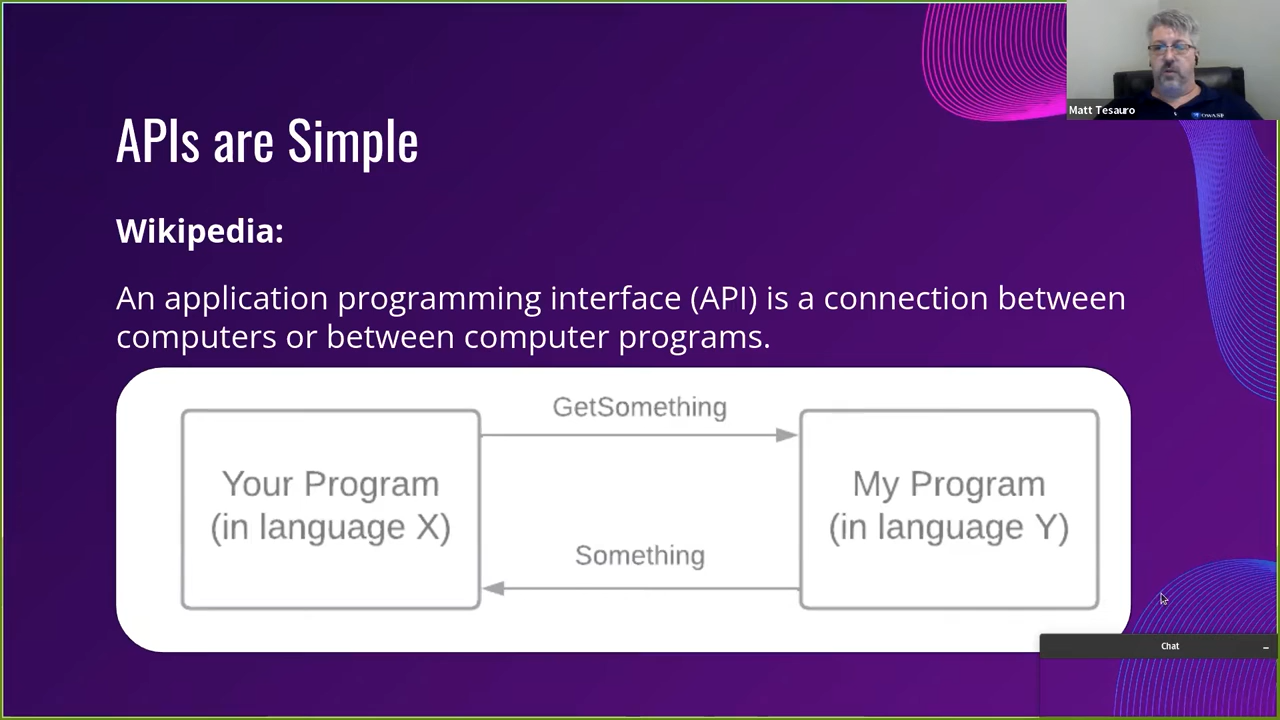 APIs are Simple
Matt Tesauro
OWASP
Wikipedia:
An application programming interface (API) is a connection between
computers or between computer programs.
GetSomething
Your Program
(in language X)
My Program
(in language Y)
Something
Chat